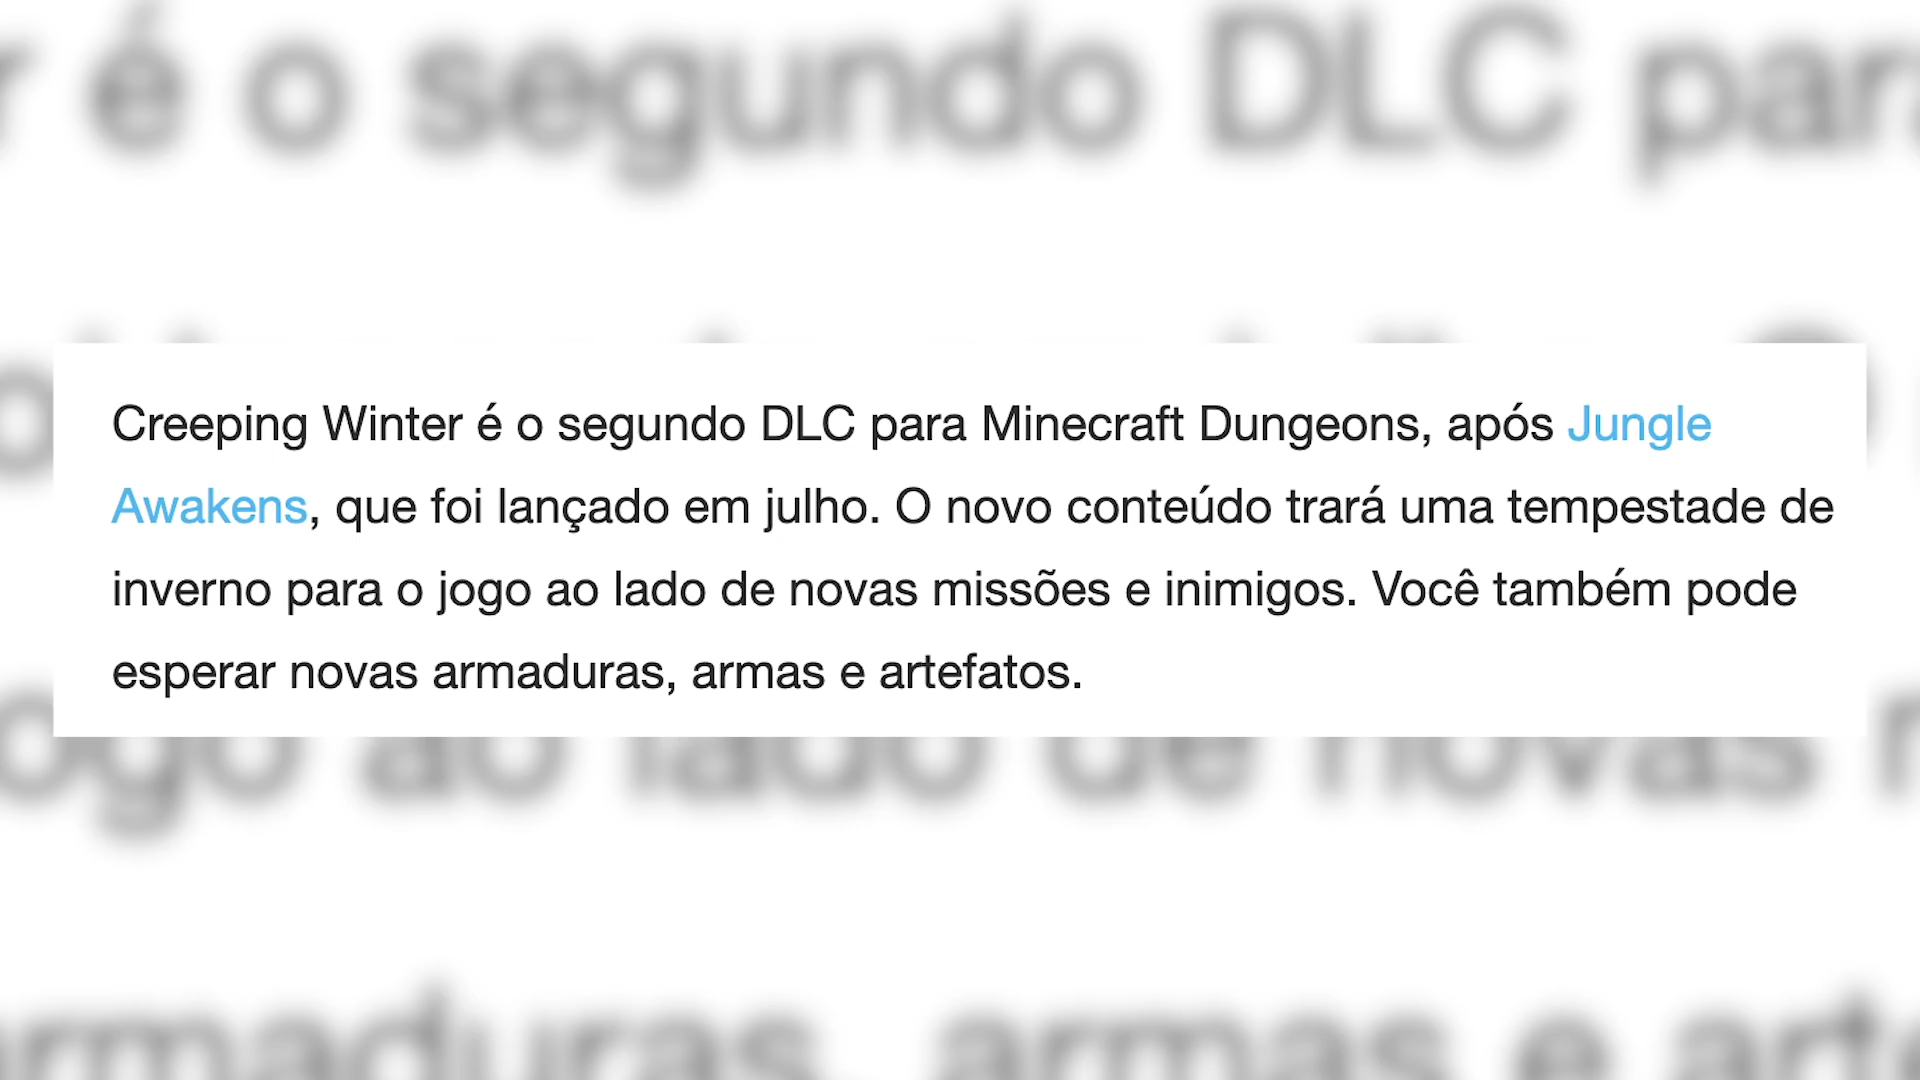 Creeping Winter é o segundo DLC para Minecraft Dungeons, após Jungle
Awakens, que foi lançado em julho. O novo conteúdo trará uma tempestade de
inverno para o jogo ao lado de novas missões e inimigos. Você também pode
esperar novas armaduras, armas e artefatos.